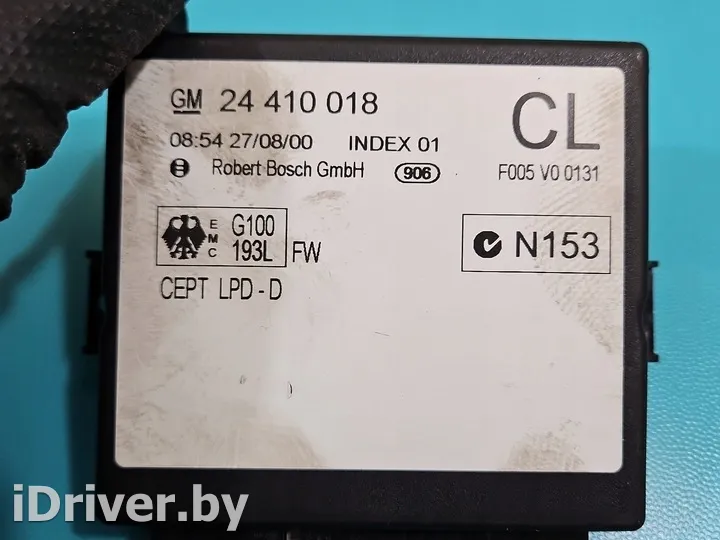 GM 24 410 018
CL
08:54 27/08/00 INDEX 01
Robert Bosch GmbH 906
F005 V0 0131
EMC G100 193L FW
N153
CEPT LPD - D
iDriver.by